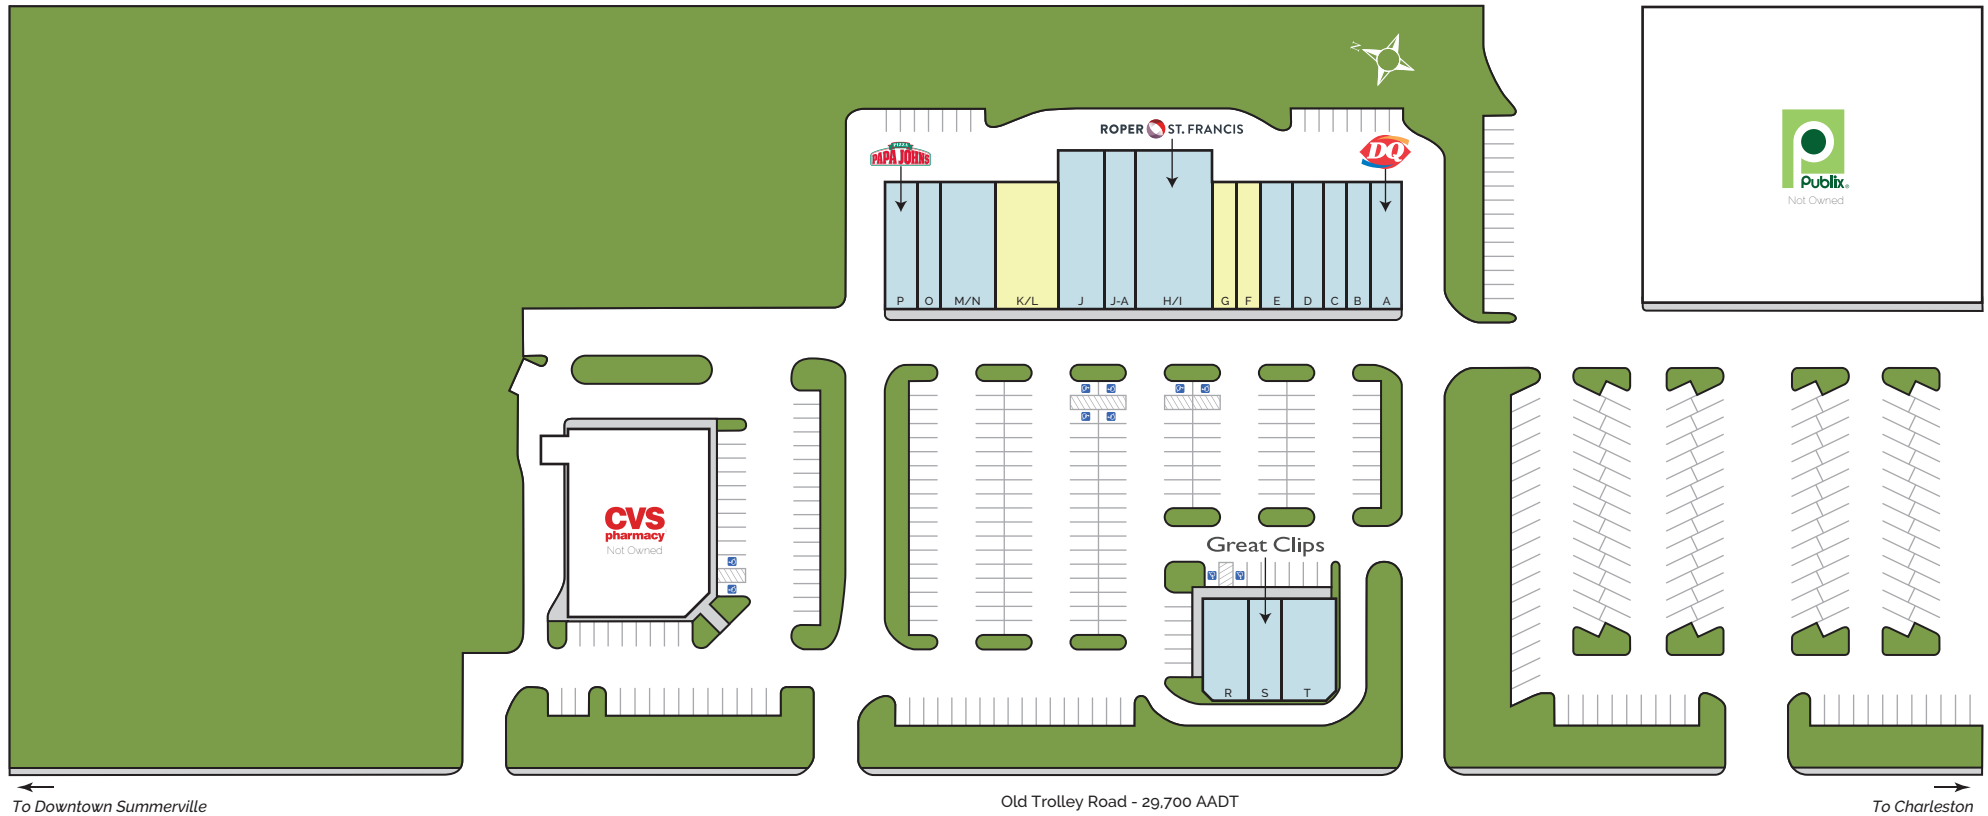 N
ROPER ST. FRANCIS
PIZZA
PAPA JOHNS
DQ
Publix
Not Owned
P O M/N K/L J J-A H/I G F E D C B A
CVS
pharmacy
Not Owned
Great Clips
R S T
To Downtown Summerville
Old Trolley Road - 29,700 AADT
To Charleston